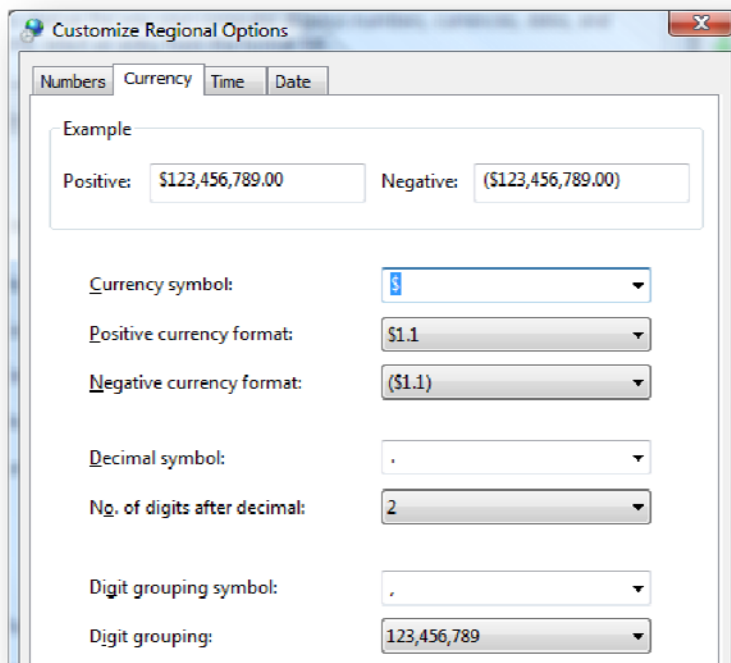 Customize Regional Options
X
Numbers Currency Time Date
Example
Positive: $123,456,789.00 Negative: ($123,456,789.00)
Currency symbol: $
Positive currency format: $1.1
Negative currency format: ($1.1)
Decimal symbol: .
No. of digits after decimal: 2
Digit grouping symbol: ,
Digit grouping: 123,456,789